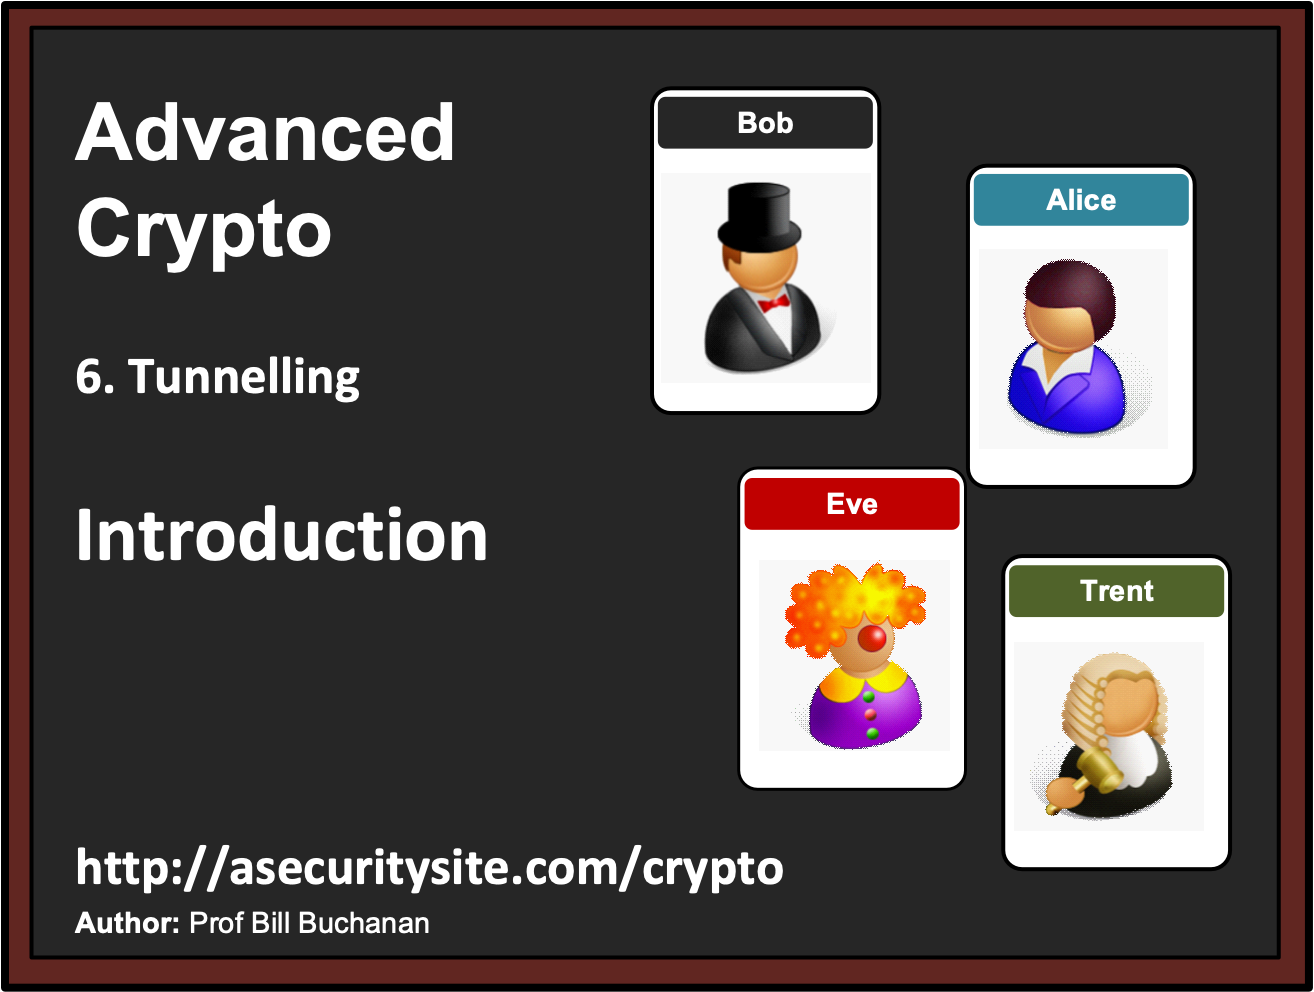 Advanced
Crypto
6. Tunnelling
Introduction
http://asecuritysite.com/crypto
Author: Prof Bill Buchanan
Bob
Alice
Eve
Trent